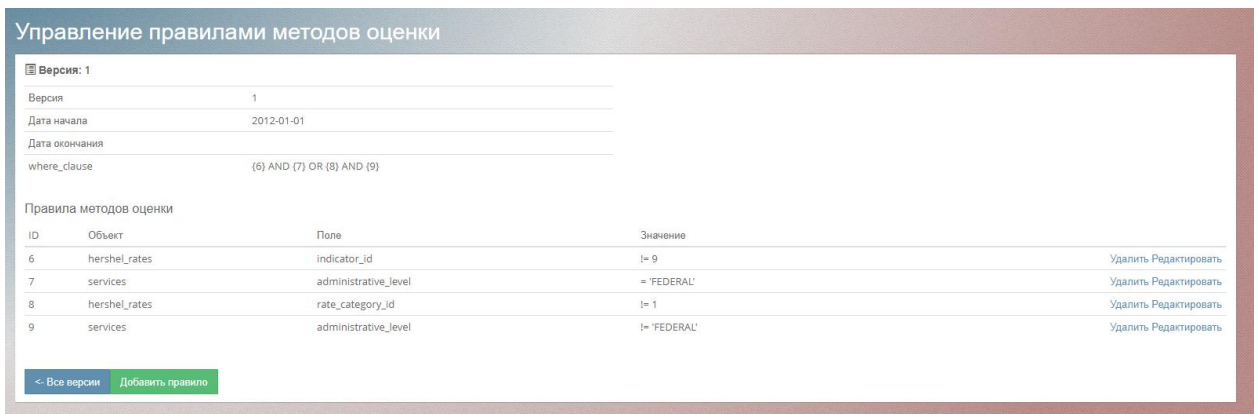 Управление правилами методов оценки
Версия: 1
Версия 1
Дата начала 2012-01-01
Дата окончания
where_clause {6} AND {7} OR {8} AND {9}
Правила методов оценки
ID Объект Поле Значение
6 hershel_rates indicator_id != 9 Удалить Редактировать
7 services administrative_level = 'FEDERAL' Удалить Редактировать
8 hershel_rates rate_category_id != 1 Удалить Редактировать
9 services administrative_level != 'FEDERAL' Удалить Редактировать
<- Все версии Добавить правило